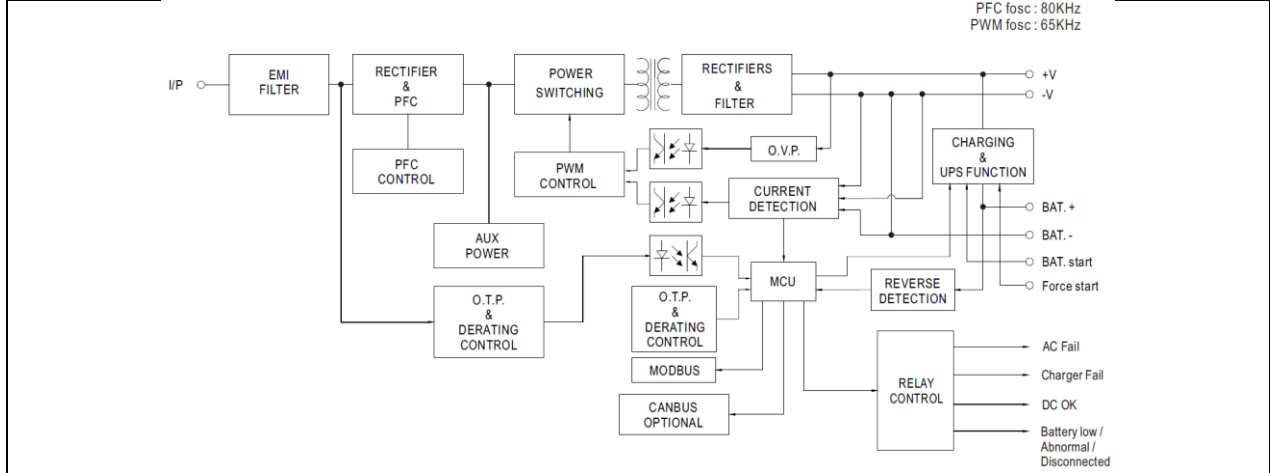 PFC fosc : 80KHz
PWM fosc : 65KHz
I/P
EMI
FILTER
RECTIFIER
&
PFC
POWER
SWITCHING
RECTIFIERS
&
FILTER
+V
-V
PFC
CONTROL
PWM
CONTROL
O.V.P.
CHARGING
&
UPS FUNCTION
CURRENT
DETECTION
BAT. +
BAT. -
BAT. start
Force start
AUX
POWER
MCU
REVERSE
DETECTION
O.T.P.
&
DERATING
CONTROL
O.T.P.
&
DERATING
CONTROL
MODBUS
CANBUS
OPTIONAL
RELAY
CONTROL
AC Fail
Charger Fail
DC OK
Battery low /
Abnormal /
Disconnected